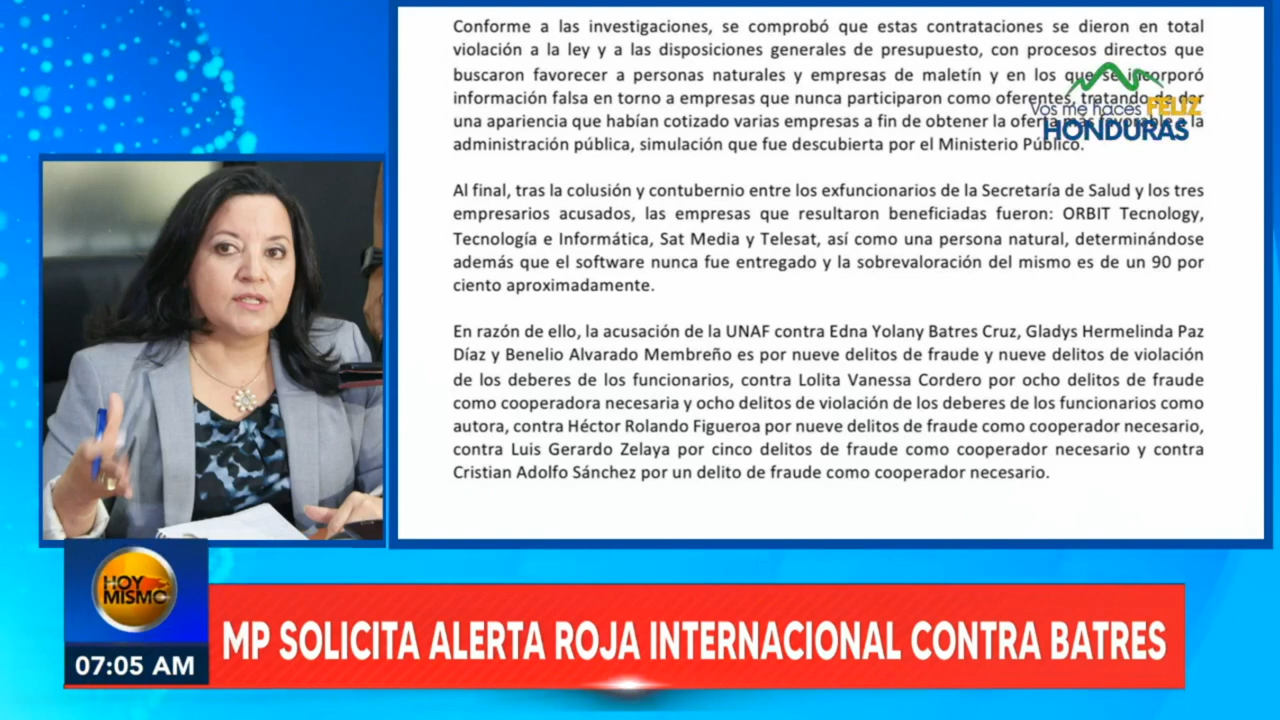 Conforme a las investigaciones, se comprobó que estas contrataciones se dieron en total
violación a la ley y a las disposiciones generales de presupuesto, con procesos directos que
buscaron favorecer a personas naturales y empresas de maletín y en los que se incorporó
información falsa en torno a empresas que nunca participaron como oferentes, tratando de dar
una apariencia que habían cotizado varias empresas a fin de obtener la oferta más favorable a la
administración pública, simulación que fue descubierta por el Ministerio Público.
Vos me haces FELIZ
HONDURAS
Al final, tras la colusión y contubernio entre los exfuncionarios de la Secretaría de Salud y los tres
empresarios acusados, las empresas que resultaron beneficiadas fueron: ORBIT Tecnology,
Tecnología e Informática, Sat Media y Telesat, así como una persona natural, determinándose
además que el software nunca fue entregado y la sobrevaloración del mismo es de un 90 por
ciento aproximadamente.
En razón de ello, la acusación de la UNAF contra Edna Yolany Batres Cruz, Gladys Hermelinda Paz
Díaz y Benelio Alvarado Membreño es por nueve delitos de fraude y nueve delitos de violación
de los deberes de los funcionarios, contra Lolita Vanessa Cordero por ocho delitos de fraude
como cooperadora necesaria y ocho delitos de violación de los deberes de los funcionarios como
autora, contra Héctor Rolando Figueroa por nueve delitos de fraude como cooperador necesario,
contra Luis Gerardo Zelaya por cinco delitos de fraude como cooperador necesario y contra
Cristian Adolfo Sánchez por un delito de fraude como cooperador necesario.
HOY
MISMO
07:05 AM
MP SOLICITA ALERTA ROJA INTERNACIONAL CONTRA BATRES